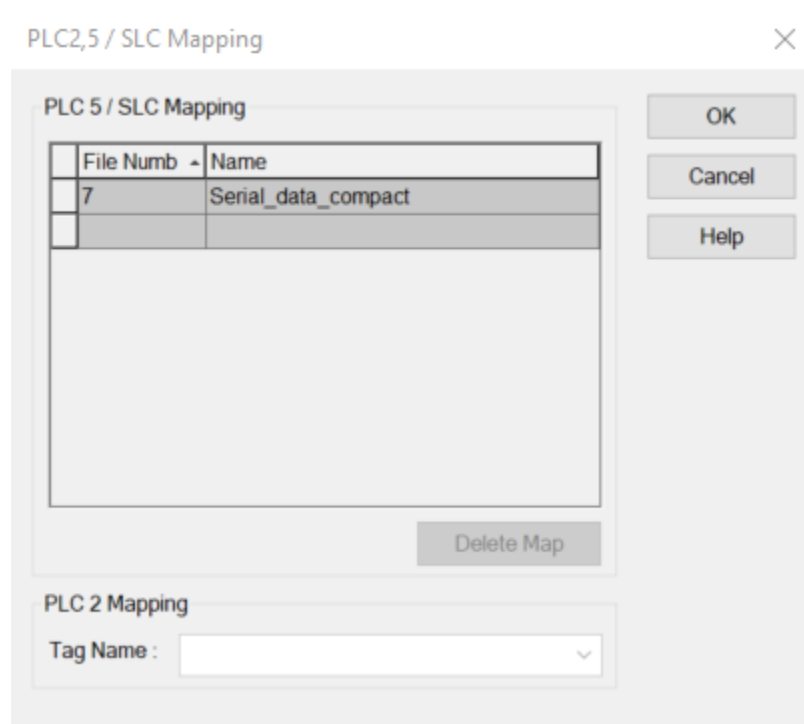 PLC2,5 / SLC Mapping
PLC 5 / SLC Mapping
OK
File Numb Name
Cancel
7 Serial_data_compact
Help
Delete Map
PLC 2 Mapping
Tag Name :